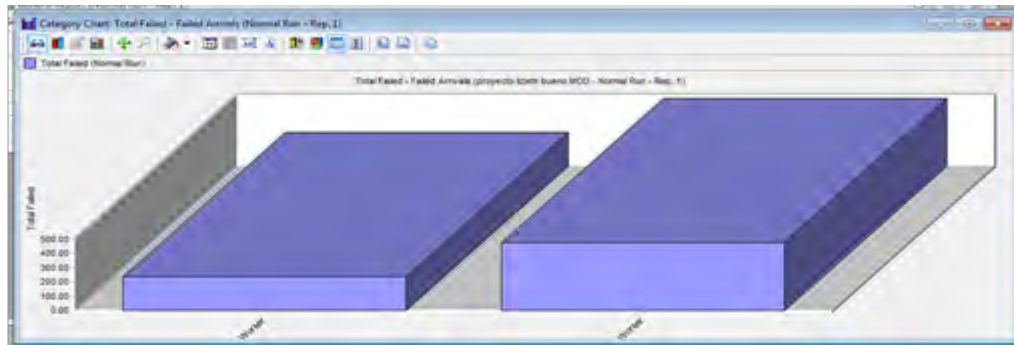 Category Chart: Total Failed - Failed Arrivals (Normal Run - Rep. 1)
Total Failed (Normal Run)
Total Failed - Failed Arrivals (proyecto bueno MOD - Normal Run - Rep. 1)
Total Failed
500.00
400.00
300.00
200.00
100.00
0.00
Worker
Worker